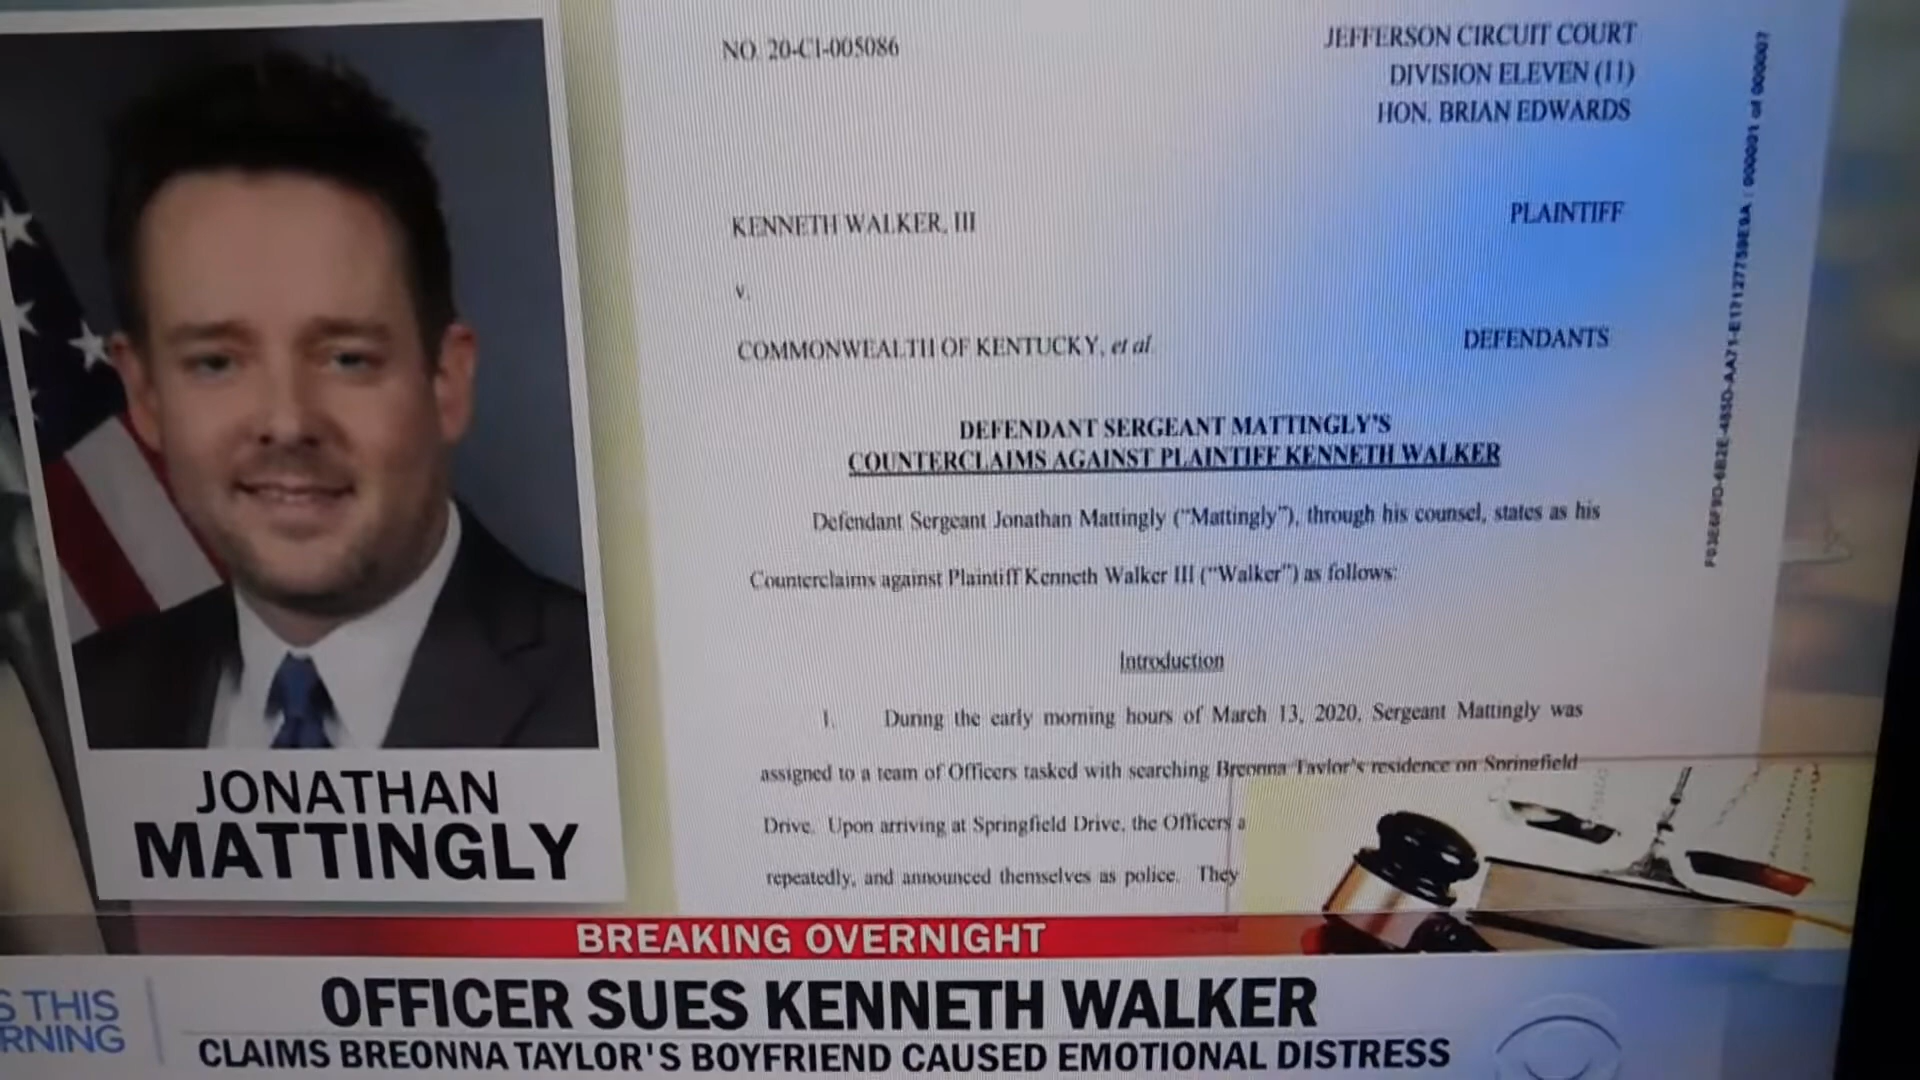 NO. 20-CI-005086
JEFFERSON CIRCUIT COURT
DIVISION ELEVEN (11)
HON. BRIAN EDWARDS
KENNETH WALKER, III
PLAINTIFF
v.
COMMONWEALTH OF KENTUCKY, et al.
DEFENDANTS
DEFENDANT SERGEANT MATTINGLY'S
COUNTERCLAIMS AGAINST PLAINTIFF KENNETH WALKER
Defendant Sergeant Jonathan Mattingly ("Mattingly"), through his counsel, states as his
Counterclaims against Plaintiff Kenneth Walker III ("Walker") as follows:
Introduction
1. During the early morning hours of March 13, 2020, Sergeant Mattingly was
assigned to a team of Officers tasked with searching Breonna Taylor's residence on Springfield
Drive. Upon arriving at Springfield Drive, the Officers a
repeatedly, and announced themselves as police. They
000001 of 000007
JONATHAN
MATTINGLY
BREAKING OVERNIGHT
S THIS
RNING
OFFICER SUES KENNETH WALKER
CLAIMS BREONNA TAYLOR'S BOYFRIEND CAUSED EMOTIONAL DISTRESS